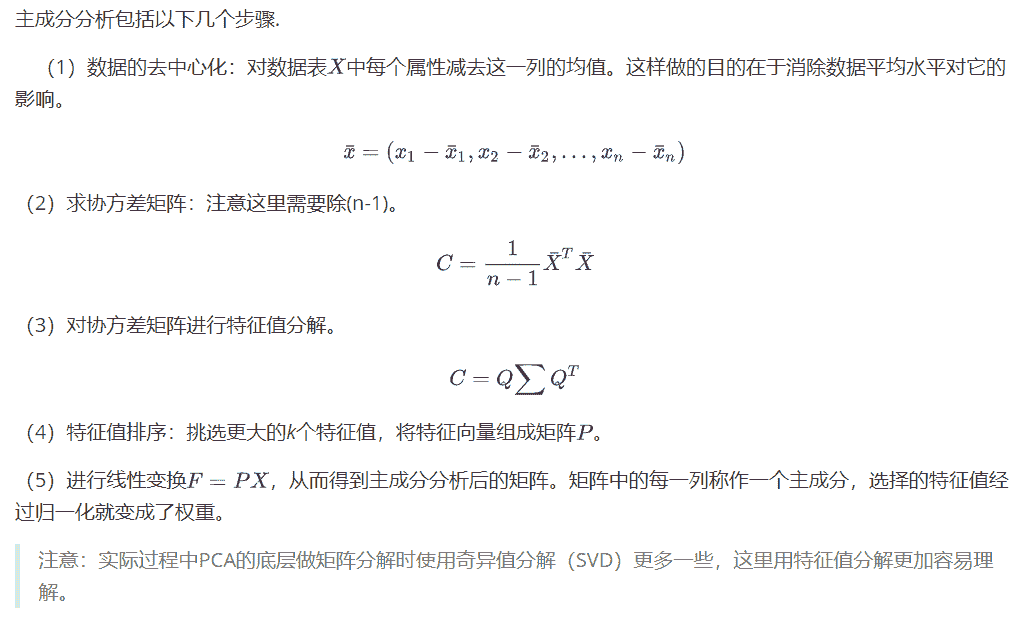 主成分分析包括以下几个步骤.
（1）数据的去中心化：对数据表X中每个属性减去这一列的均值。这样做的目的在于消除数据平均水平对它的
影响。
x̄ = (x₁ − x̄₁, x₂ − x̄₂, . . . , xₙ − x̄ₙ)
（2）求协方差矩阵：注意这里需要除(n-1)。
C = 1/(n − 1) X̄ᵀ X̄
（3）对协方差矩阵进行特征值分解。
C = Q∑Qᵀ
（4）特征值排序：挑选更大的k个特征值，将特征向量组成矩阵P。
（5）进行线性变换F = PX，从而得到主成分分析后的矩阵。矩阵中的每一列称作一个主成分，选择的特征值经
过归一化就变成了权重。
注意：实际过程中PCA的底层做矩阵分解时使用奇异值分解（SVD）更多一些，这里用特征值分解更加容易理
解。